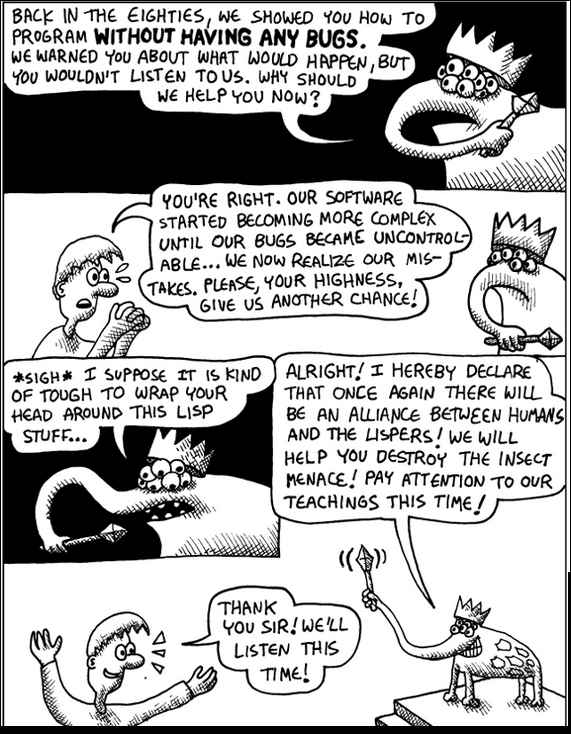 BACK IN THE EIGHTIES, WE SHOWED YOU HOW TO
PROGRAM WITHOUT HAVING ANY BUGS.
WE WARNED YOU ABOUT WHAT WOULD HAPPEN, BUT
YOU WOULDN'T LISTEN TO US. WHY SHOULD
WE HELP YOU NOW?
YOU'RE RIGHT. OUR SOFTWARE
STARTED BECOMING MORE COMPLEX
UNTIL OUR BUGS BECAME UNCONTROL-
ABLE... WE NOW REALIZE OUR MIS-
TAKES. PLEASE, YOUR HIGHNESS,
GIVE US ANOTHER CHANCE!
*SIGH* I SUPPOSE IT IS KIND
OF TOUGH TO WRAP YOUR
HEAD AROUND THIS LISP
STUFF...
ALRIGHT! I HEREBY DECLARE
THAT ONCE AGAIN THERE WILL
BE AN ALLIANCE BETWEEN HUMANS
AND THE LISPERS! WE WILL
HELP YOU DESTROY THE INSECT
MENACE! PAY ATTENTION TO OUR
TEACHINGS THIS TIME!
THANK
YOU SIR! WE'LL
LISTEN THIS
TIME!